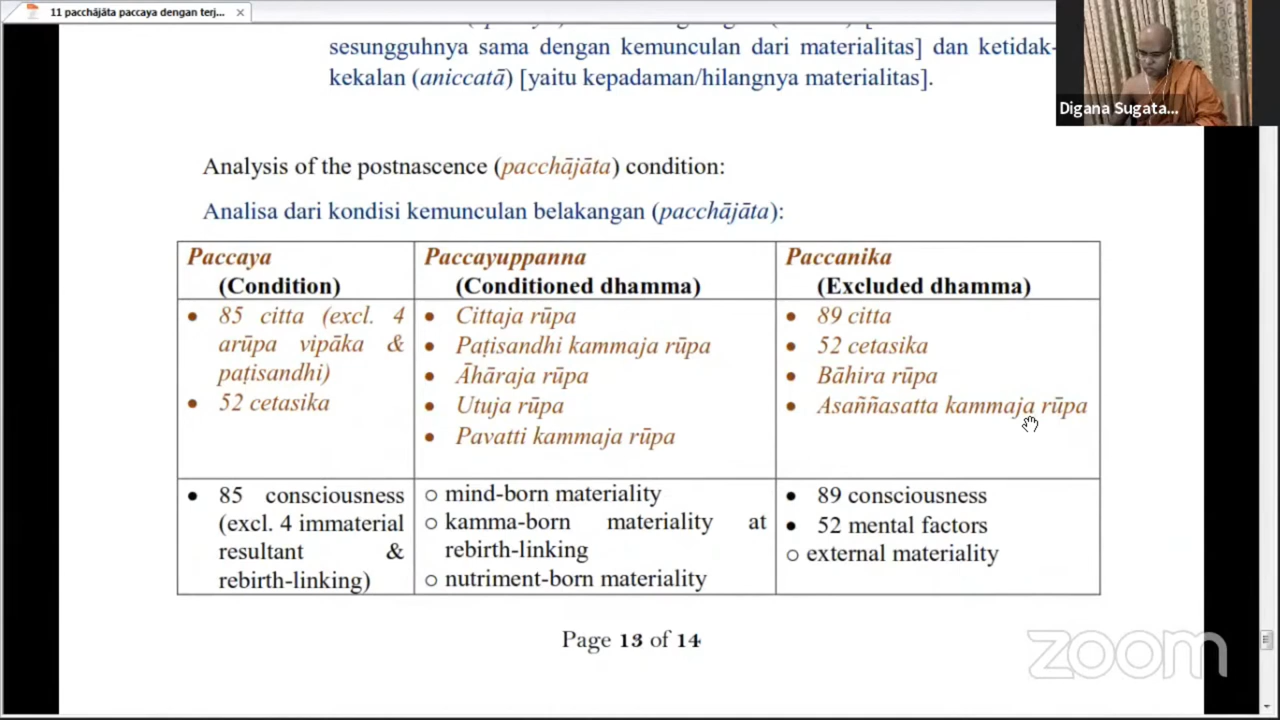 11 pacchājāta paccaya dengan terj...
sesungguhnya sama dengan kemunculan dari materialitas] dan ketidak-
kekalan (aniccatā) [yaitu kepadaman/hilangnya materialitas].
Digana Sugata...
Analysis of the postnascence (pacchājāta) condition:
Analisa dari kondisi kemunculan belakangan (pacchājāta):
Paccaya
(Condition)
Paccayuppanna
(Conditioned dhamma)
Paccanika
(Excluded dhamma)
• 85 citta (excl. 4
arūpa vipāka &
paṭisandhi)
• 52 cetasika
• Cittaja rūpa
• Paṭisandhi kammaja rūpa
• Āhāraja rūpa
• Utuja rūpa
• Pavatti kammaja rūpa
• 89 citta
• 52 cetasika
• Bāhira rūpa
• Asaññasatta kammaja rūpa
• 85 consciousness
(excl. 4 immaterial
resultant &
rebirth-linking)
o mind-born materiality
o kamma-born materiality at
rebirth-linking
o nutriment-born materiality
• 89 consciousness
• 52 mental factors
o external materiality
Page 13 of 14
zoom